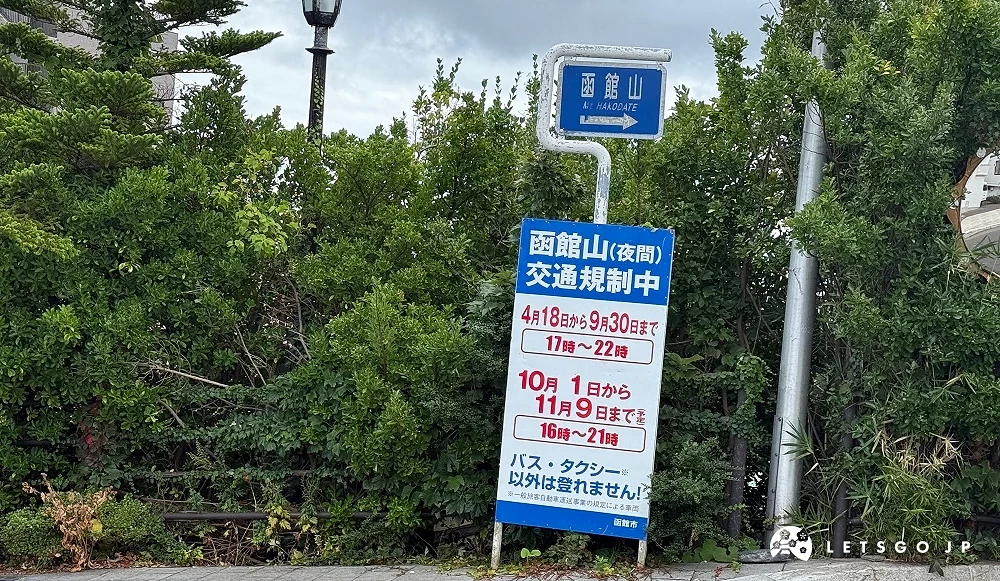 函館山
Mt. HAKODATE
函館山(夜間)
交通規制中
4月18日から9月30日まで
17時～22時
10月 1日から
11月 9日まで予定
16時～21時
バス・タクシー※
以外は登れません!
※一般旅客自動車運送事業の規定による車両
函館市
LETSGO JP